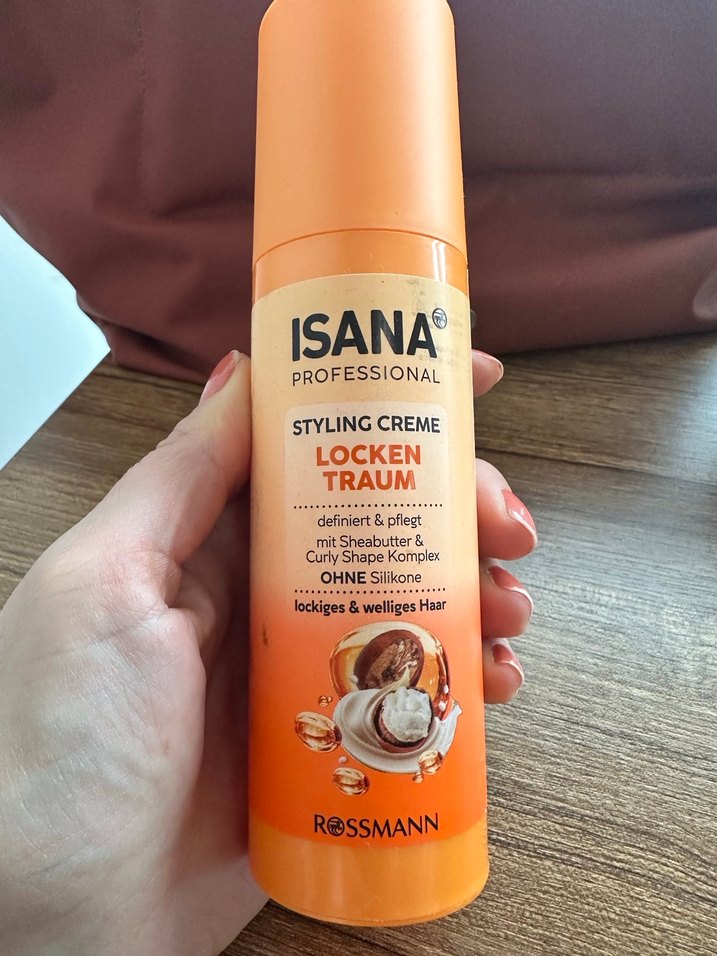 ISANA
PROFESSIONAL
STYLING CREME
LOCKEN
TRAUM
definiert & pflegt
mit Sheabutter &
Curly Shape Komplex
OHNE Silikone
lockiges & welliges Haar
ROSSMANN